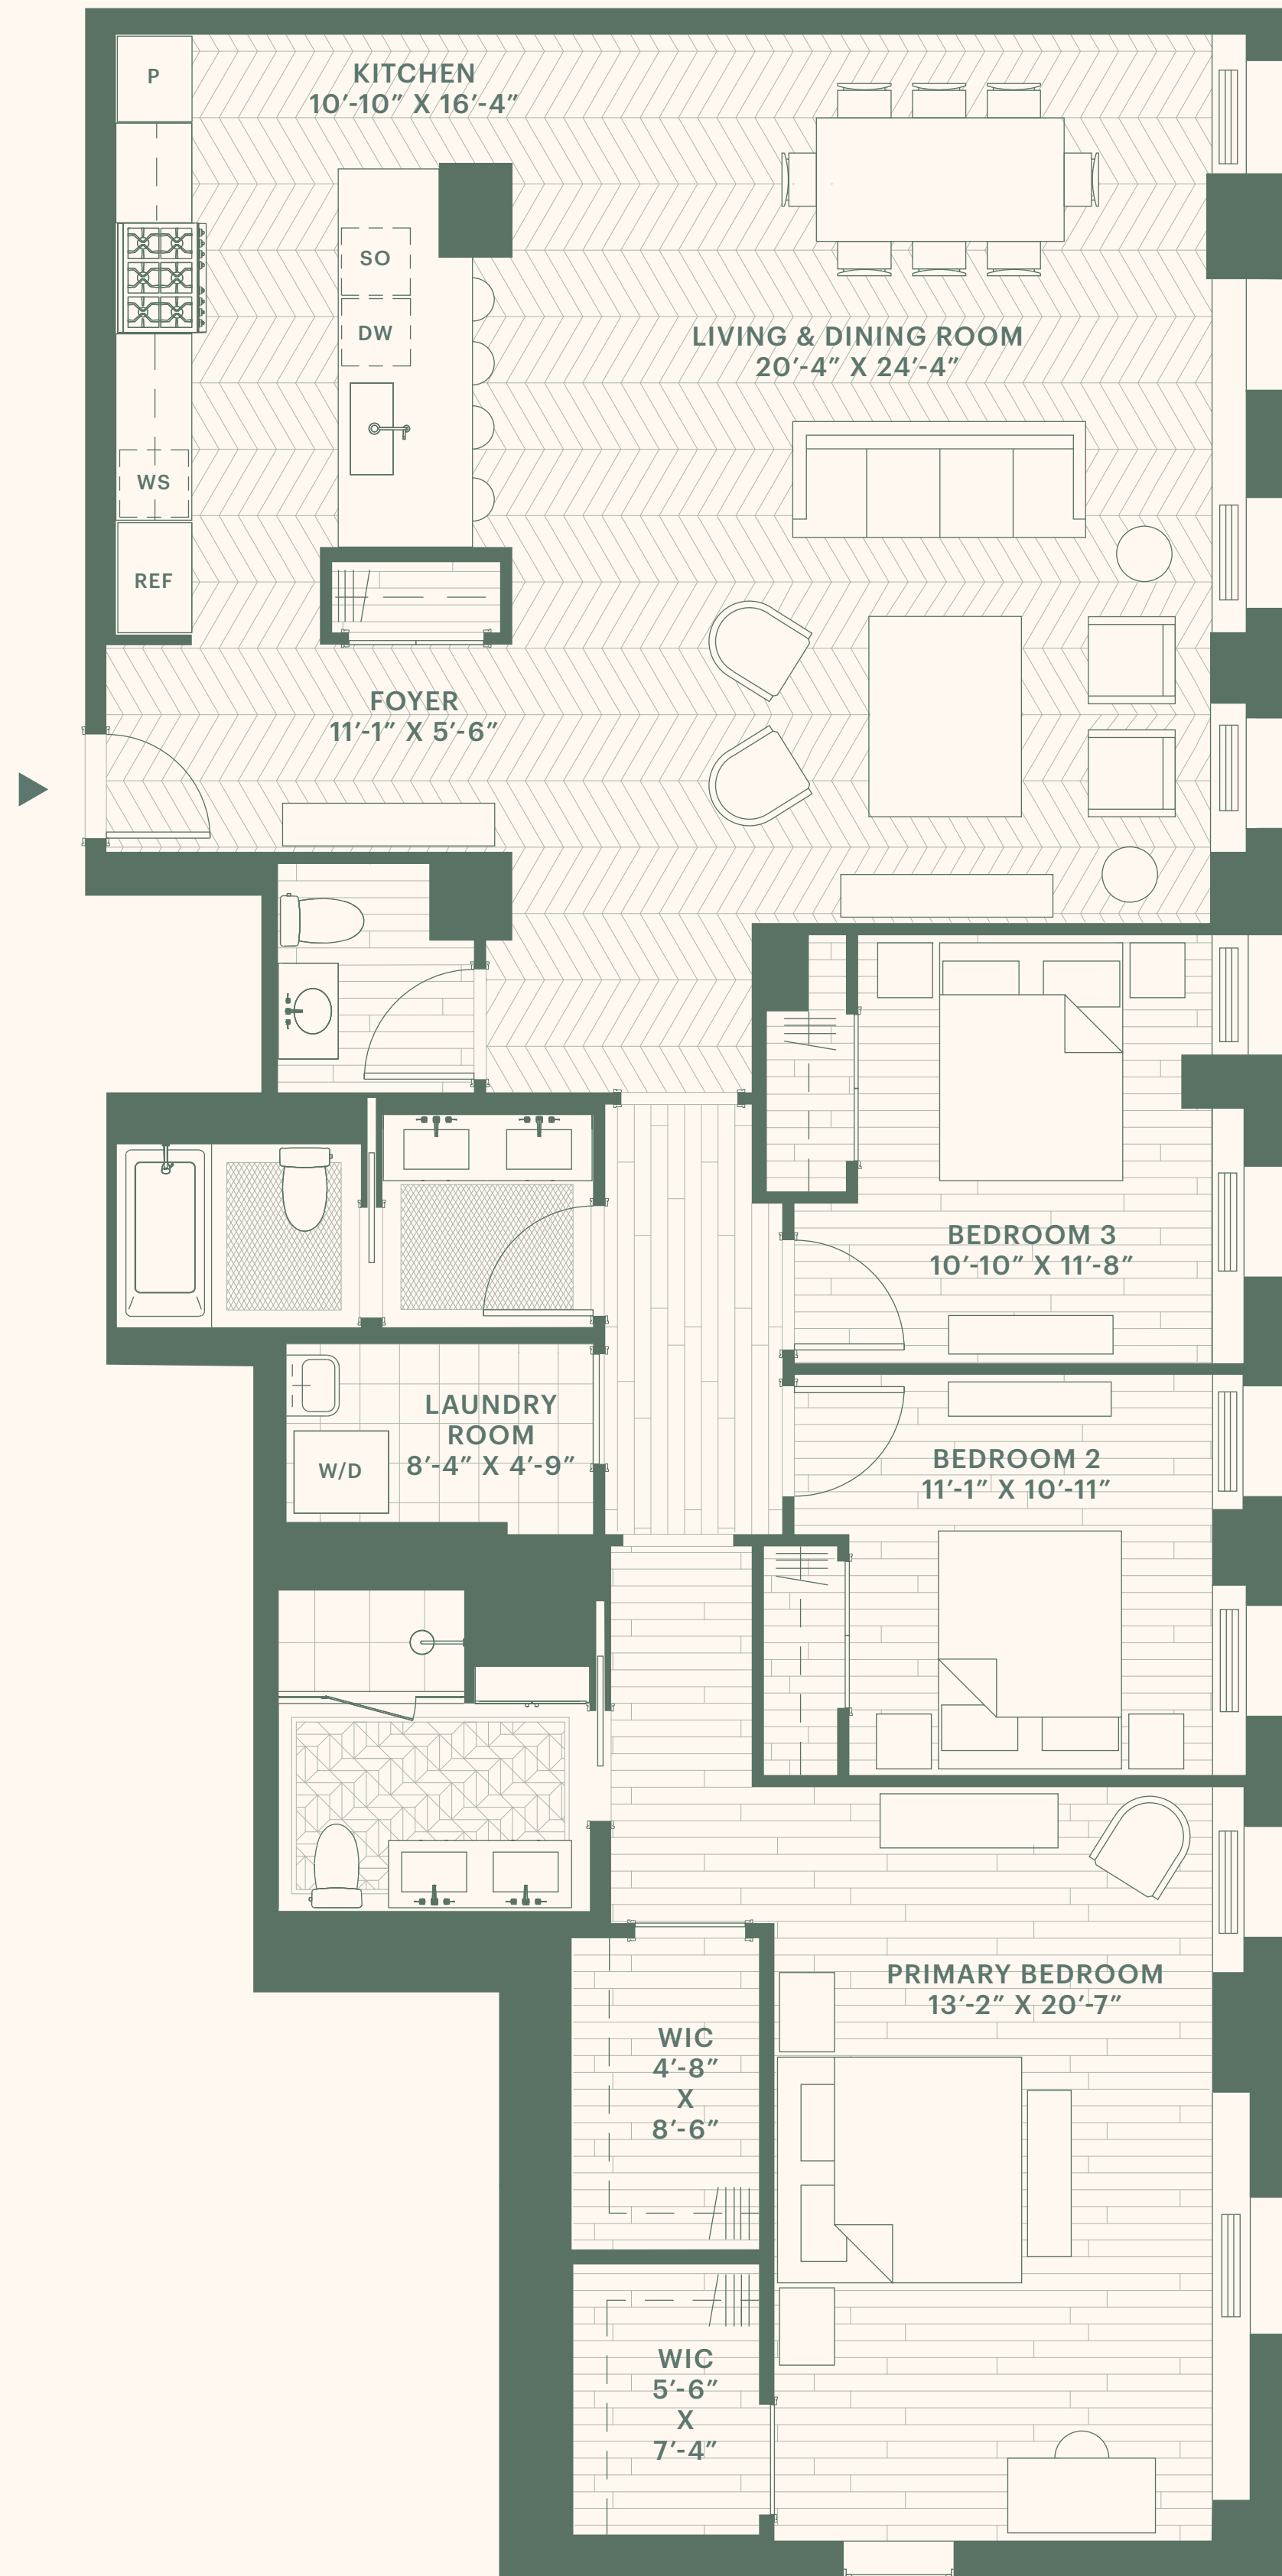 P
KITCHEN
10′-10″ X 16′-4″
SO
DW
LIVING & DINING ROOM
20′-4″ X 24′-4″
WS
REF
FOYER
11′-1″ X 5′-6″
BEDROOM 3
10′-10″ X 11′-8″
LAUNDRY
ROOM
8′-4″ X 4′-9″
W/D
BEDROOM 2
11′-1″ X 10′-11″
PRIMARY BEDROOM
13′-2″ X 20′-7″
WIC
4′-8″
X
8′-6″
WIC
5′-6″
X
7′-4″